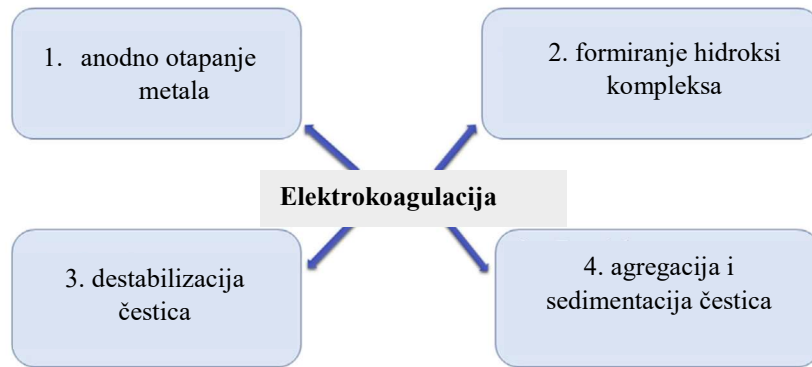 1. anodno otapanje
metala
2. formiranje hidroksi
kompleksa
Elektrokoagulacija
3. destabilizacija
čestica
4. agregacija i
sedimentacija čestica